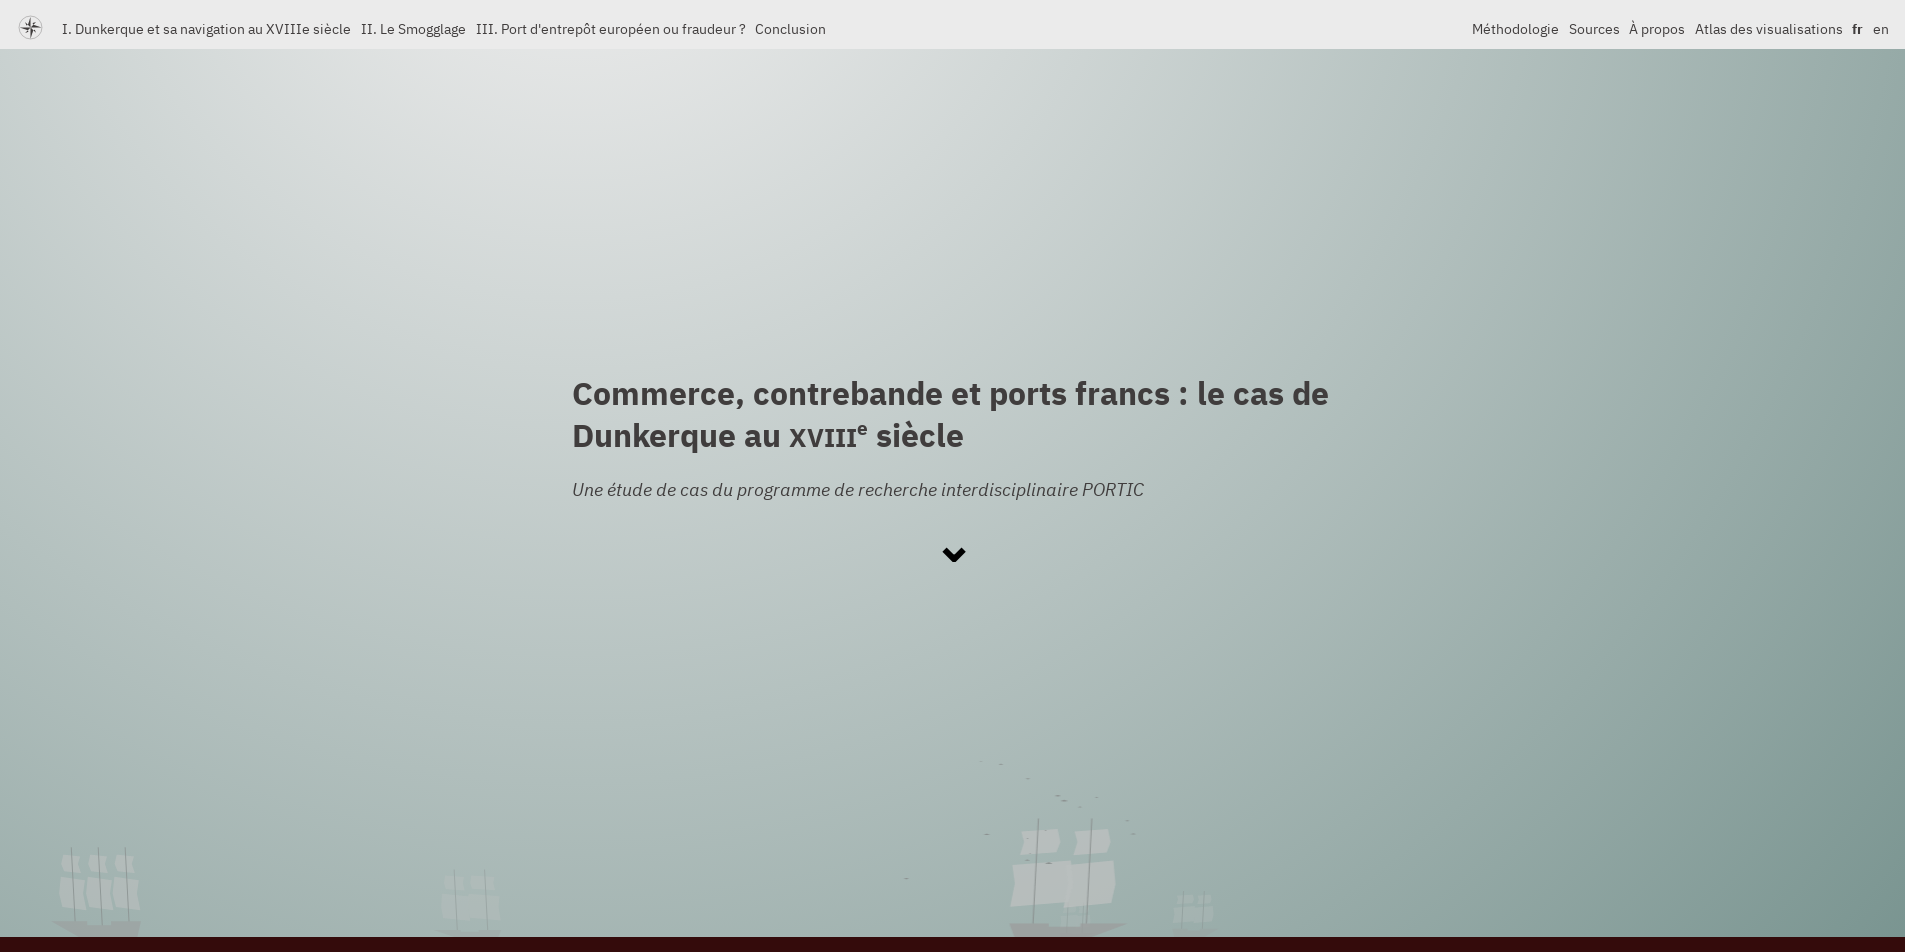 I. Dunkerque et sa navigation au XVIIIe siècle II. Le Smogglage III. Port d'entrepôt européen ou fraudeur ? Conclusion Méthodologie Sources À propos Atlas des visualisations fr en
Commerce, contrebande et ports francs : le cas de
Dunkerque au XVIIIe siècle
Une étude de cas du programme de recherche interdisciplinaire PORTIC